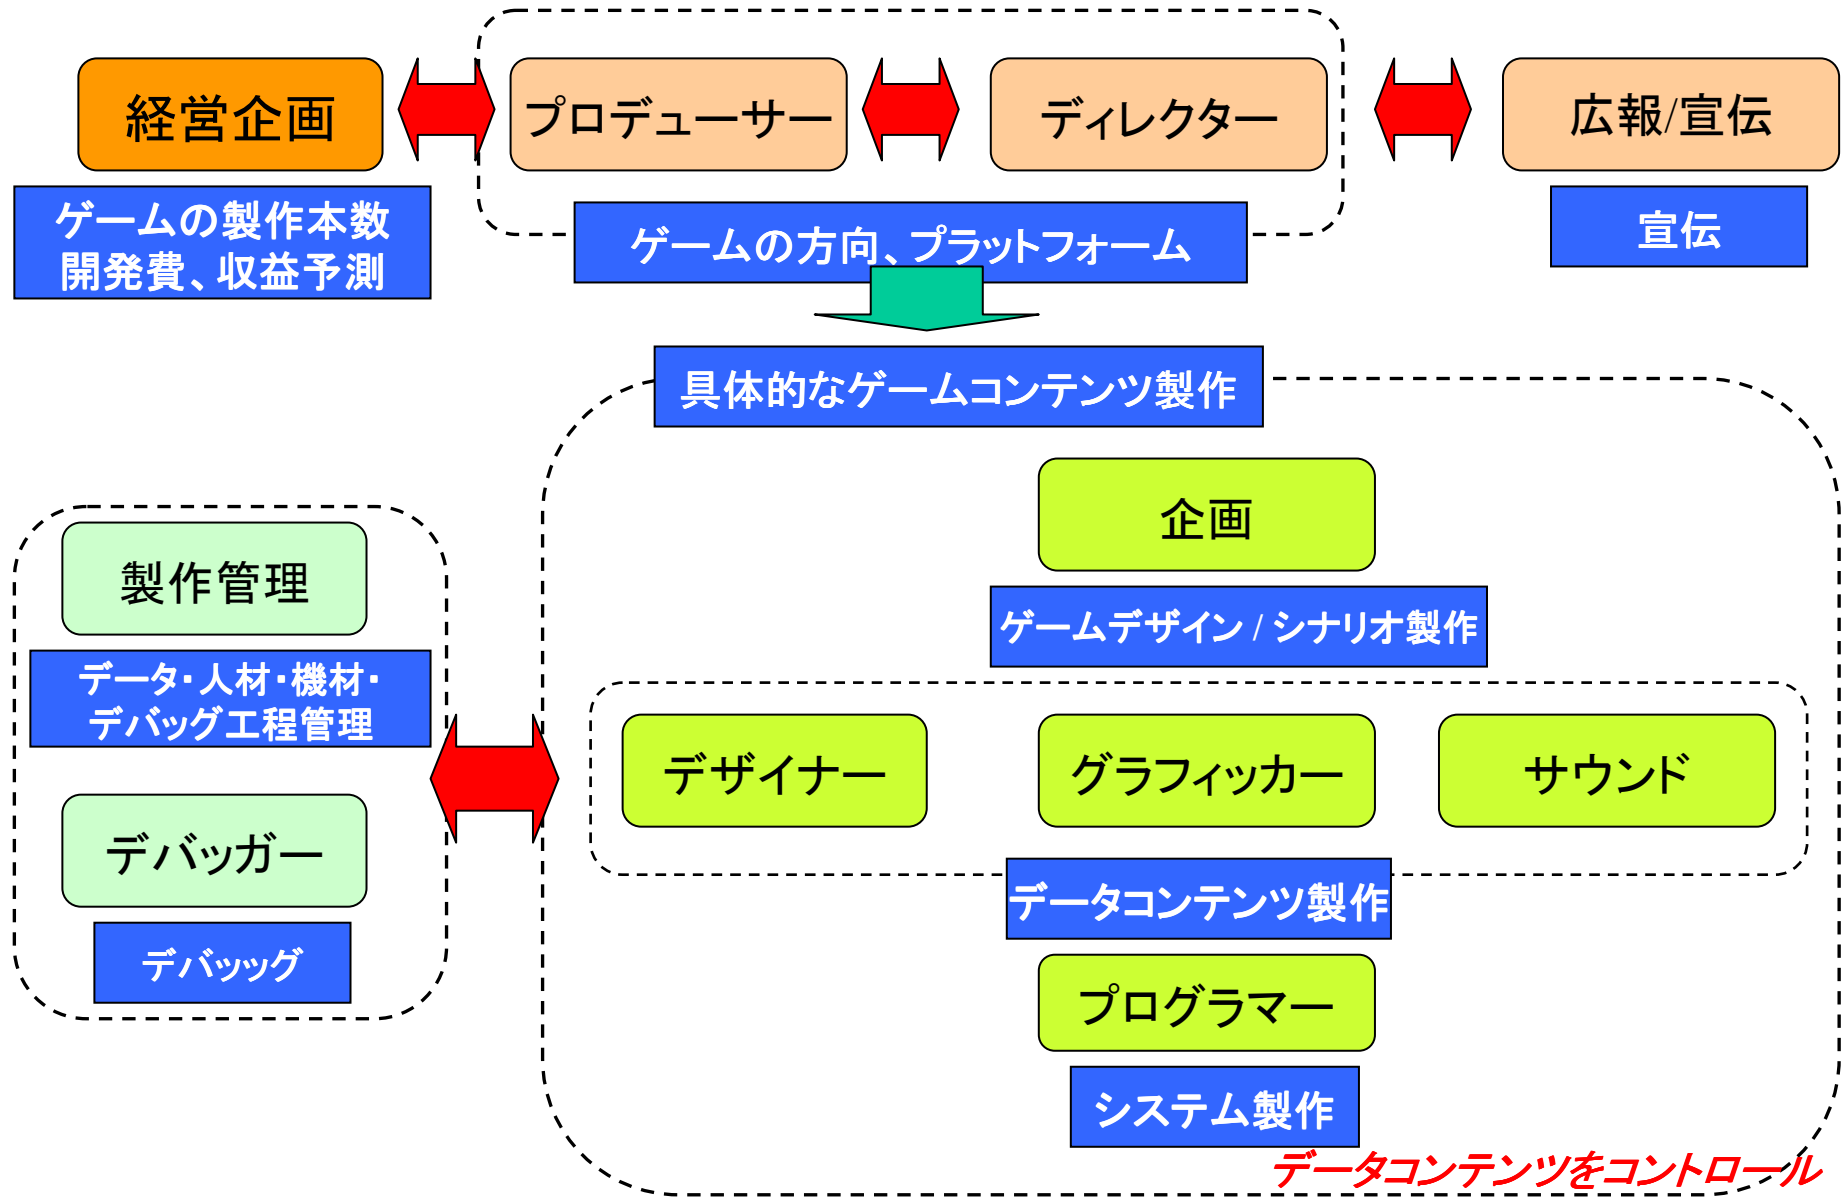 経営企画
プロデューサー
ディレクター
広報/宣伝
ゲームの製作本数
開発費、収益予測
ゲームの方向、プラットフォーム
宣伝
具体的なゲームコンテンツ製作
企画
ゲームデザイン / シナリオ製作
製作管理
データ・人材・機材・
デバッグ工程管理
デザイナー
グラフィッカー
サウンド
デバッガー
データコンテンツ製作
デバッッグ
プログラマー
システム製作
データコンテンツをコントロール